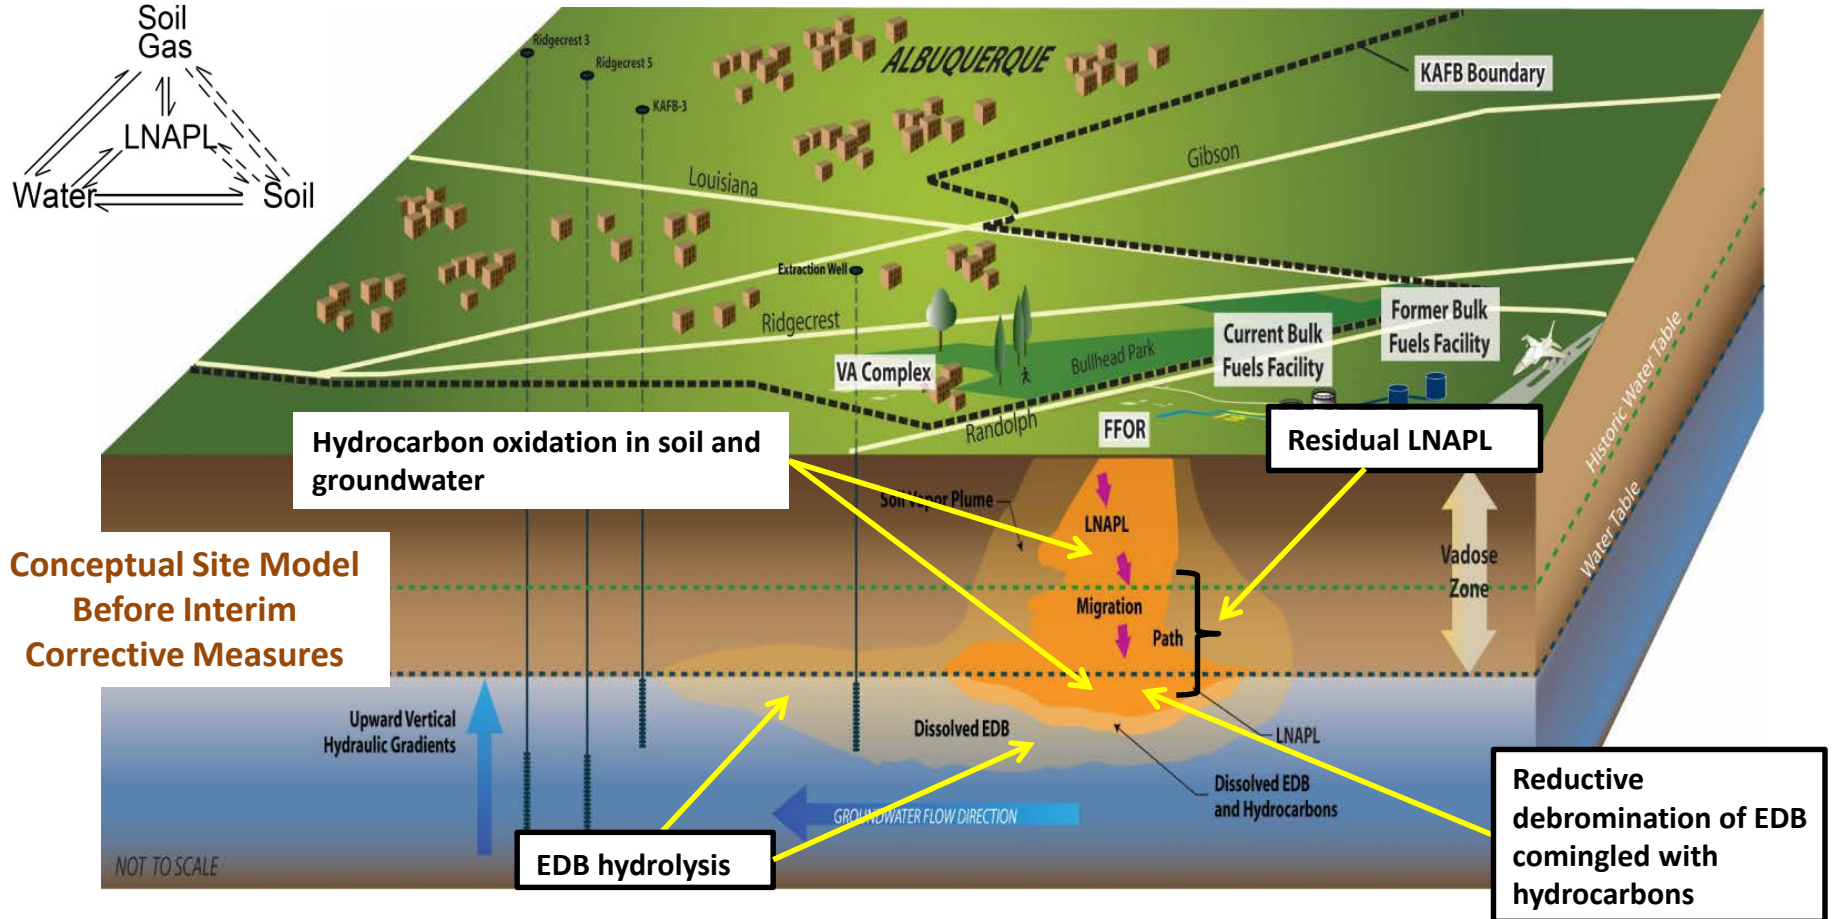 Soil
Gas
LNAPL
Water
Soil
Ridgecrest 3
Ridgecrest 5
KAFB-3
ALBUQUERQUE
KAFB Boundary
Louisiana
Gibson
Extraction Well
Ridgecrest
VA Complex
Bullhead Park
Current Bulk
Fuels Facility
Former Bulk
Fuels Facility
Randolph
FFOR
Historic Water Table
Water Table
Hydrocarbon oxidation in soil and
groundwater
Residual LNAPL
Soil Vapor Plume
LNAPL
Migration
Path
Vadose
Zone
Conceptual Site Model
Before Interim
Corrective Measures
Upward Vertical
Hydraulic Gradients
Dissolved EDB
LNAPL
Dissolved EDB
and Hydrocarbons
GROUNDWATER FLOW DIRECTION
EDB hydrolysis
Reductive
debromination of EDB
comingled with
hydrocarbons
NOT TO SCALE